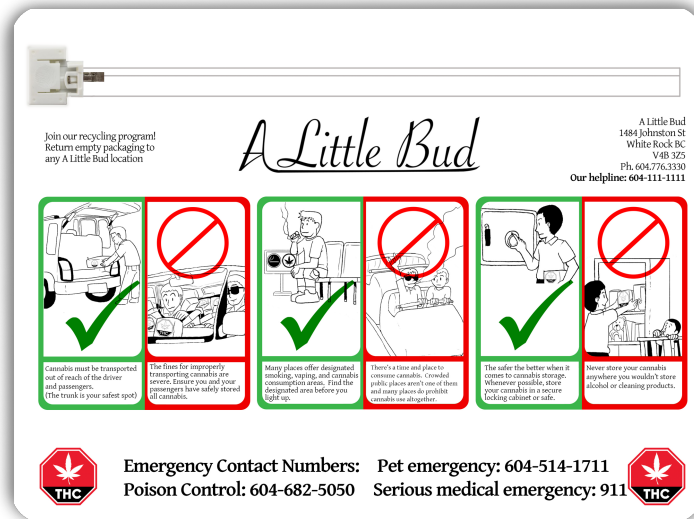 Join our recycling program!
Return empty packaging to
any A Little Bud location
A Little Bud
A Little Bud
1484 Johnston St
White Rock BC
V4B 3Z5
Ph. 604.776.3330
Our helpline: 604-111-1111
Cannabis must be transported
out of reach of the driver
and passengers.
(The trunk is your safest spot)
The fines for improperly
transporting cannabis are
severe. Ensure you and your
passengers have safely stored
all cannabis.
Many places offer designated
smoking, vaping, and cannabis
consumption areas. Find the
designated area before you
light up.
There's a time and place to
consume cannabis. Crowded
public places aren't one of them
and many places do prohibit
cannabis use altogether.
The safer the better when it
comes to cannabis storage.
Whenever possible, store
your cannabis in a secure
locking cabinet or safe.
Never store your cannabis
anywhere you wouldn't store
alcohol or cleaning products.
THC
Emergency Contact Numbers: Pet emergency: 604-514-1711
Poison Control: 604-682-5050 Serious medical emergency: 911
THC